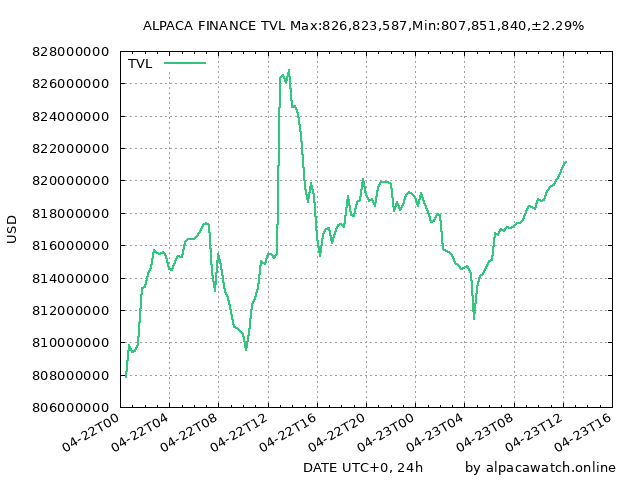 ALPACA FINANCE TVL Max:826,823,587,Min:807,851,840,±2.29%
828000000
TVL
826000000
824000000
822000000
820000000
818000000
816000000
814000000
812000000
810000000
808000000
806000000
USD
04-22T00
04-22T04
04-22T08
04-22T12
04-22T16
04-22T20
04-23T00
04-23T04
04-23T08
04-23T12
04-23T16
DATE UTC+0, 24h
by alpacawatch.online